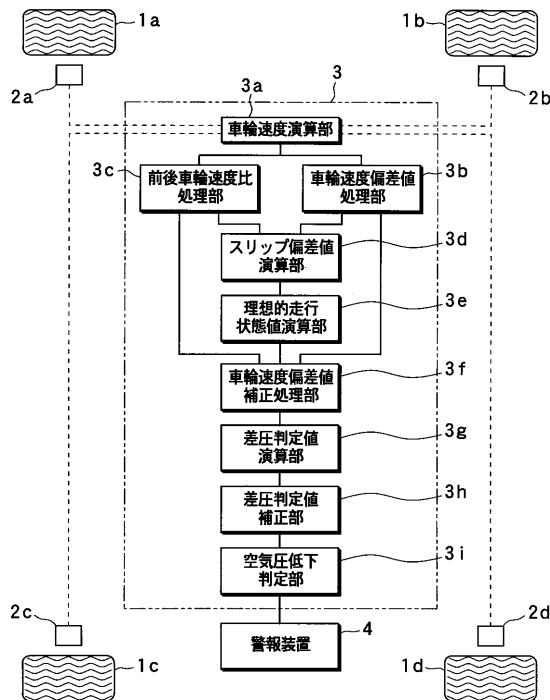 1a
1b
2a
2b
3
3a
車輪速度演算部
3c
前後車輪速度比
処理部
車輪速度偏差値
処理部
3b
スリップ偏差値
演算部
3d
理想的走行
状態値演算部
3e
車輪速度偏差値
補正処理部
3f
差圧判定値
演算部
3g
差圧判定値
補正部
3h
空気圧低下
判定部
3i
2c
2d
警報装置
4
1c
1d